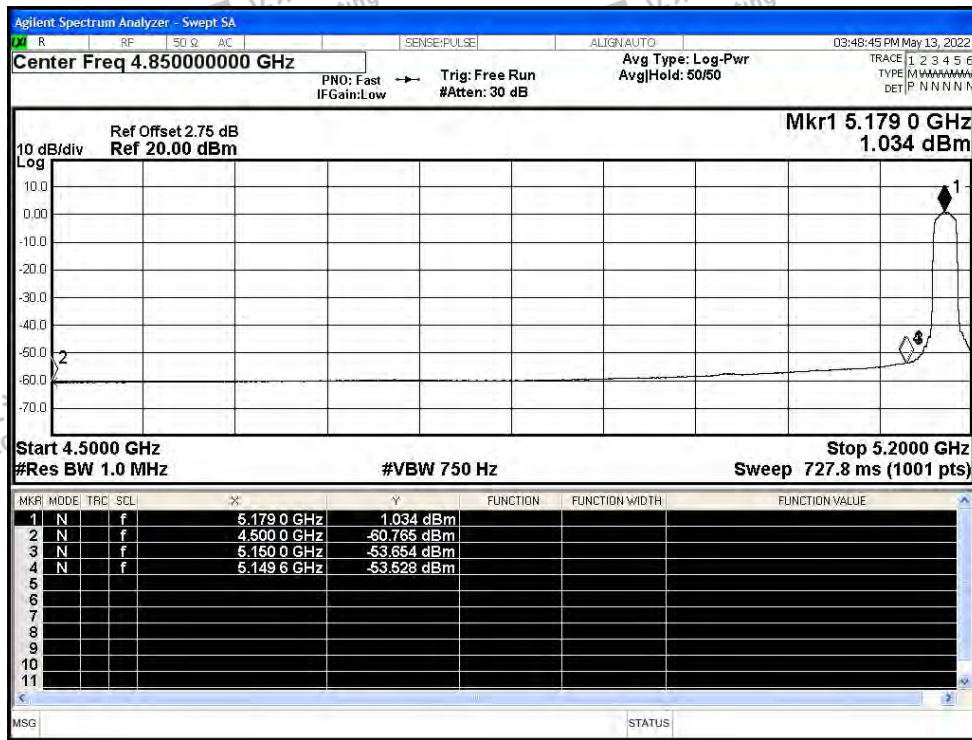 Agilent Spectrum Analyzer - Swept SA
LXI R RF 50 Ω AC SENSE:PULSE ALIGNAUTO 03:48:45 PM May 13, 2022
Center Freq 4.850000000 GHz
PNO: Fast
IFGain:Low
Trig: Free Run
#Atten: 30 dB
Avg Type: Log-Pwr
Avg|Hold: 50/50
TRACE 1 2 3 4 5 6
TYPE MWWWWW
DET P N N N N N
Mkr1 5.179 0 GHz
1.034 dBm
Ref Offset 2.75 dB
10 dB/div Ref 20.00 dBm
Log
10.0
0.00
-10.0
-20.0
-30.0
-40.0
-50.0
-60.0
-70.0
1
2
4
Start 4.5000 GHz Stop 5.2000 GHz
#Res BW 1.0 MHz #VBW 750 Hz Sweep 727.8 ms (1001 pts)
MKR MODE TRC SCL X Y FUNCTION FUNCTION WIDTH FUNCTION VALUE
1 N f 5.179 0 GHz 1.034 dBm
2 N f 4.500 0 GHz -60.765 dBm
3 N f 5.150 0 GHz -53.654 dBm
4 N f 5.149 6 GHz -53.528 dBm
5
6
7
8
9
10
11
MSG STATUS